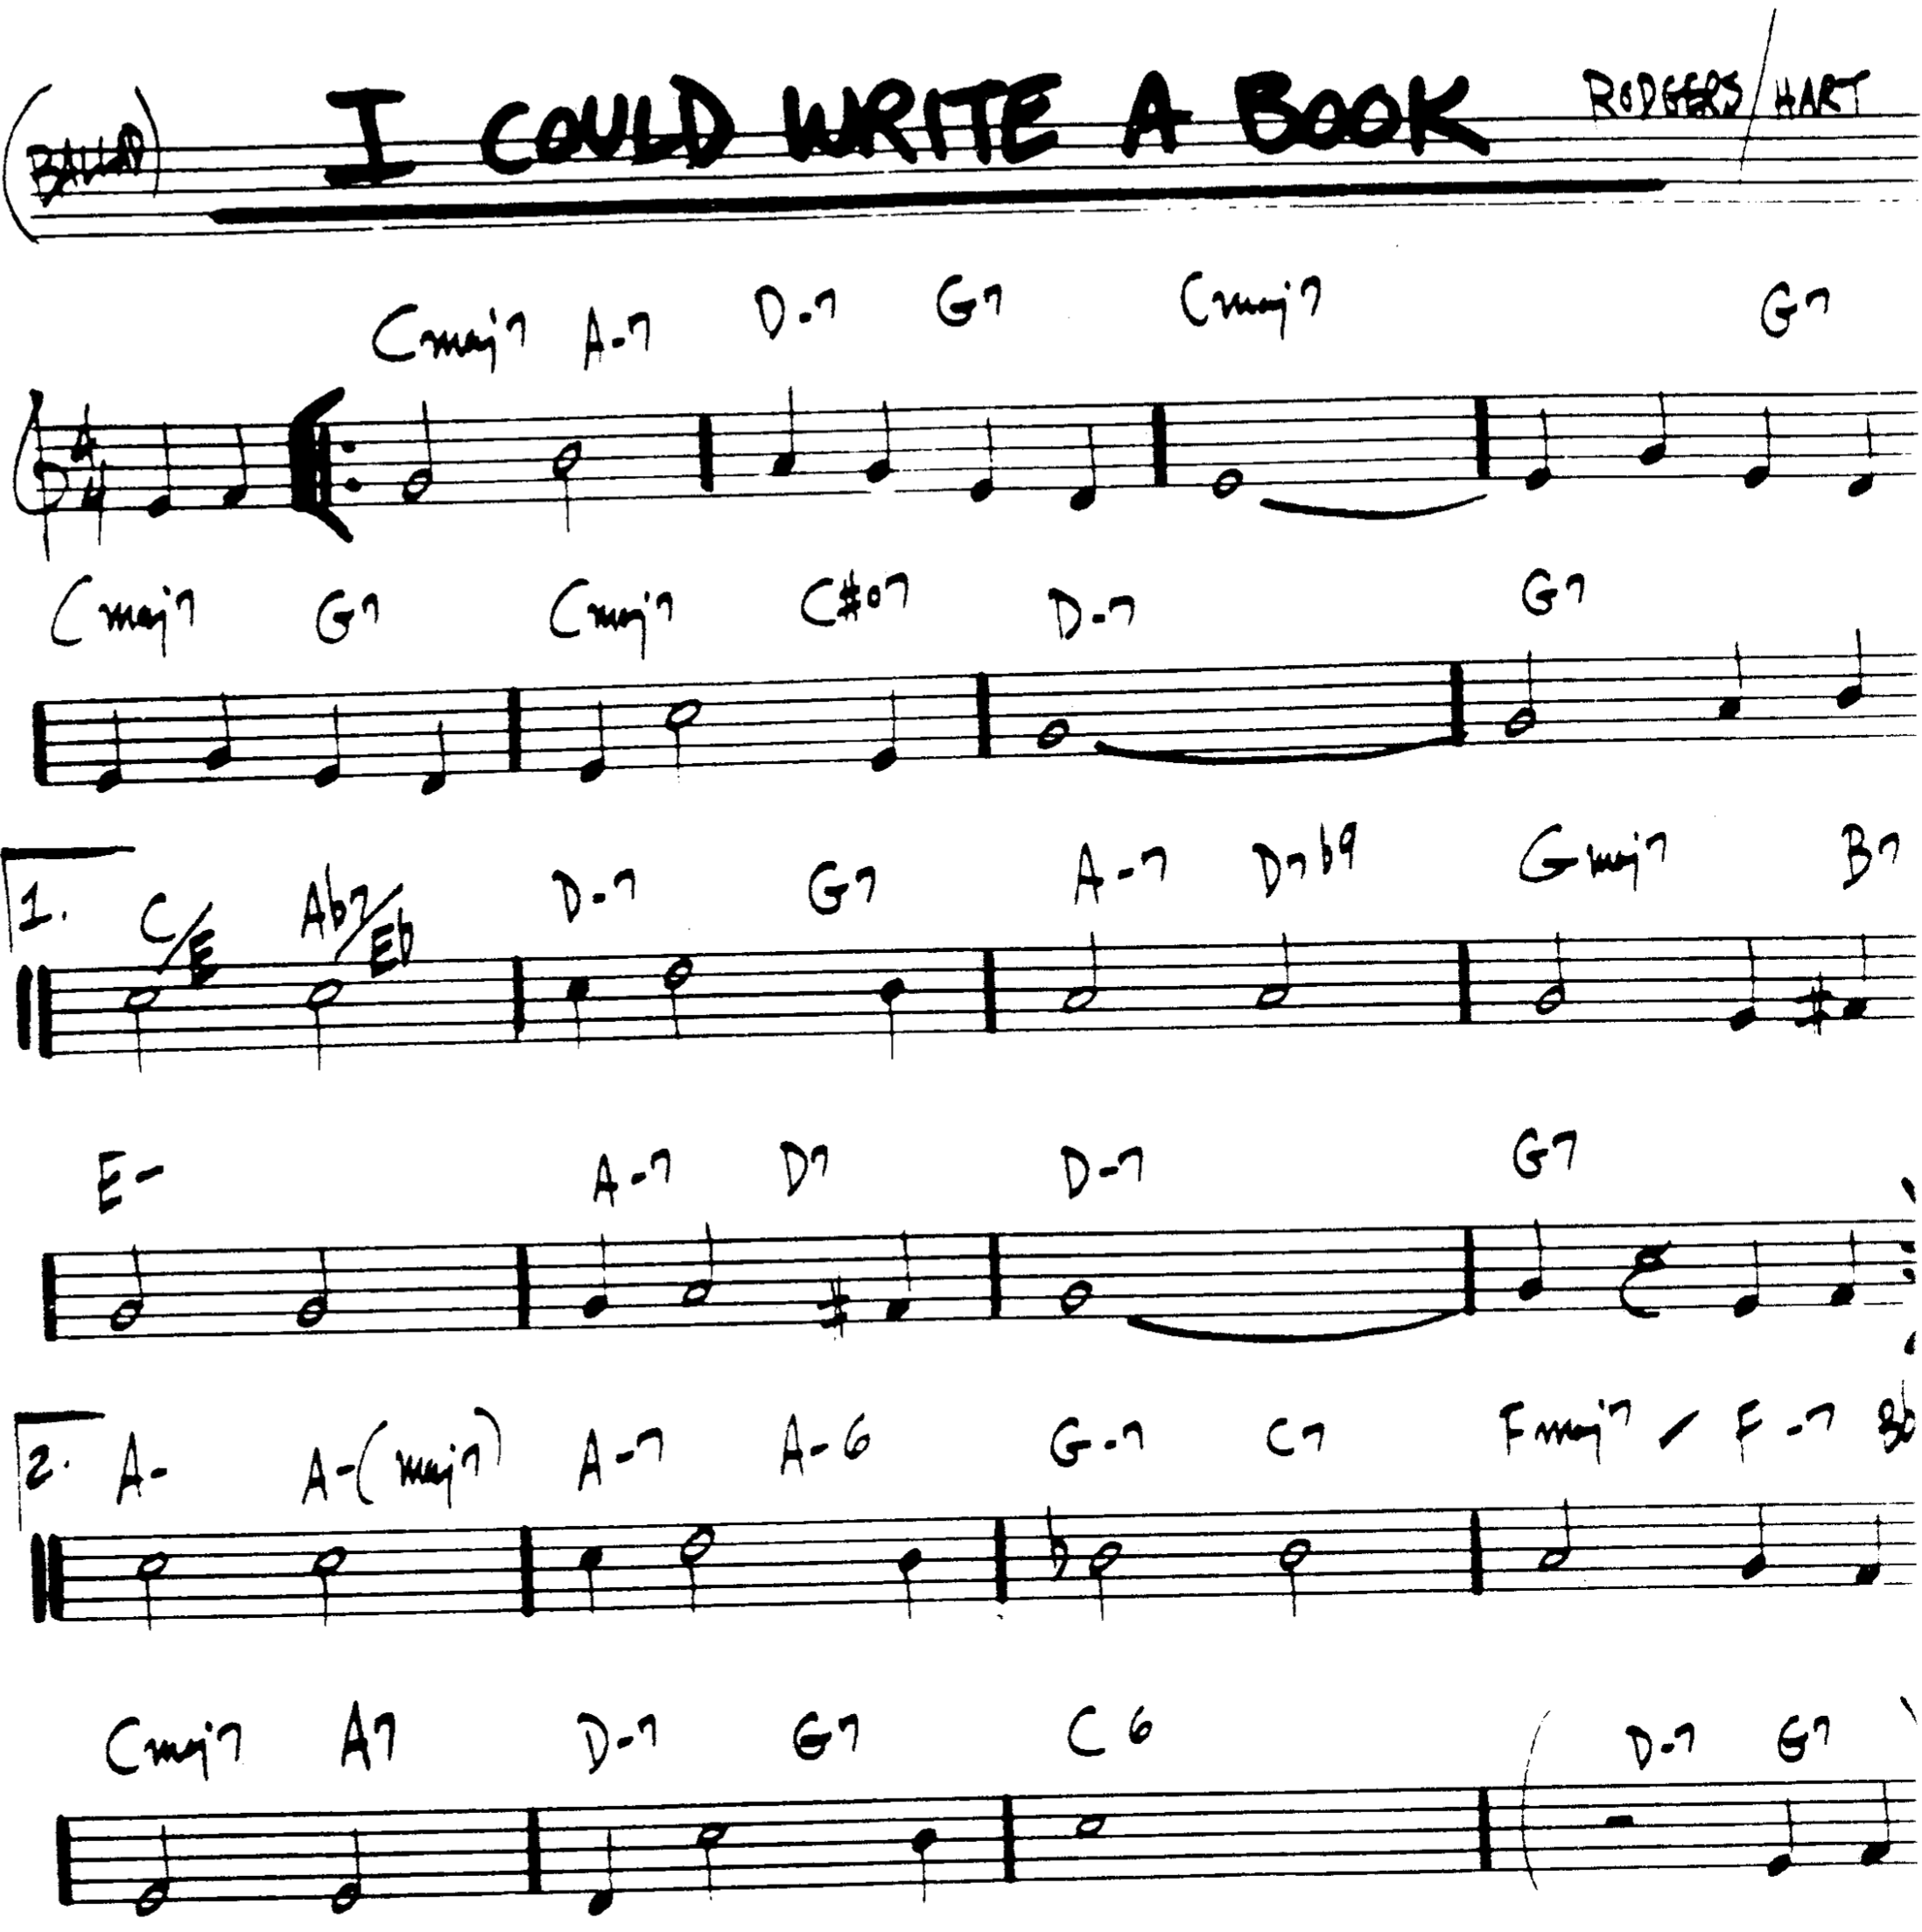 (BALLAD) I COULD WRITE A BOOK RODGERS/HART
Cmaj7 A-7 D-7 G7 Cmaj7 G7
4 4
Cmaj7 G7 Cmaj7 C#o7 D-7 G7
1. C/E Ab7/Eb D-7 G7 A-7 D7b9 Gmaj7 B7
E- A-7 D7 D-7 G7
2. A- A-(maj7) A-7 A-6 G-7 C7 Fmaj7 / F-7 Bb
Cmaj7 A7 D-7 G7 C6 (D-7 G7)